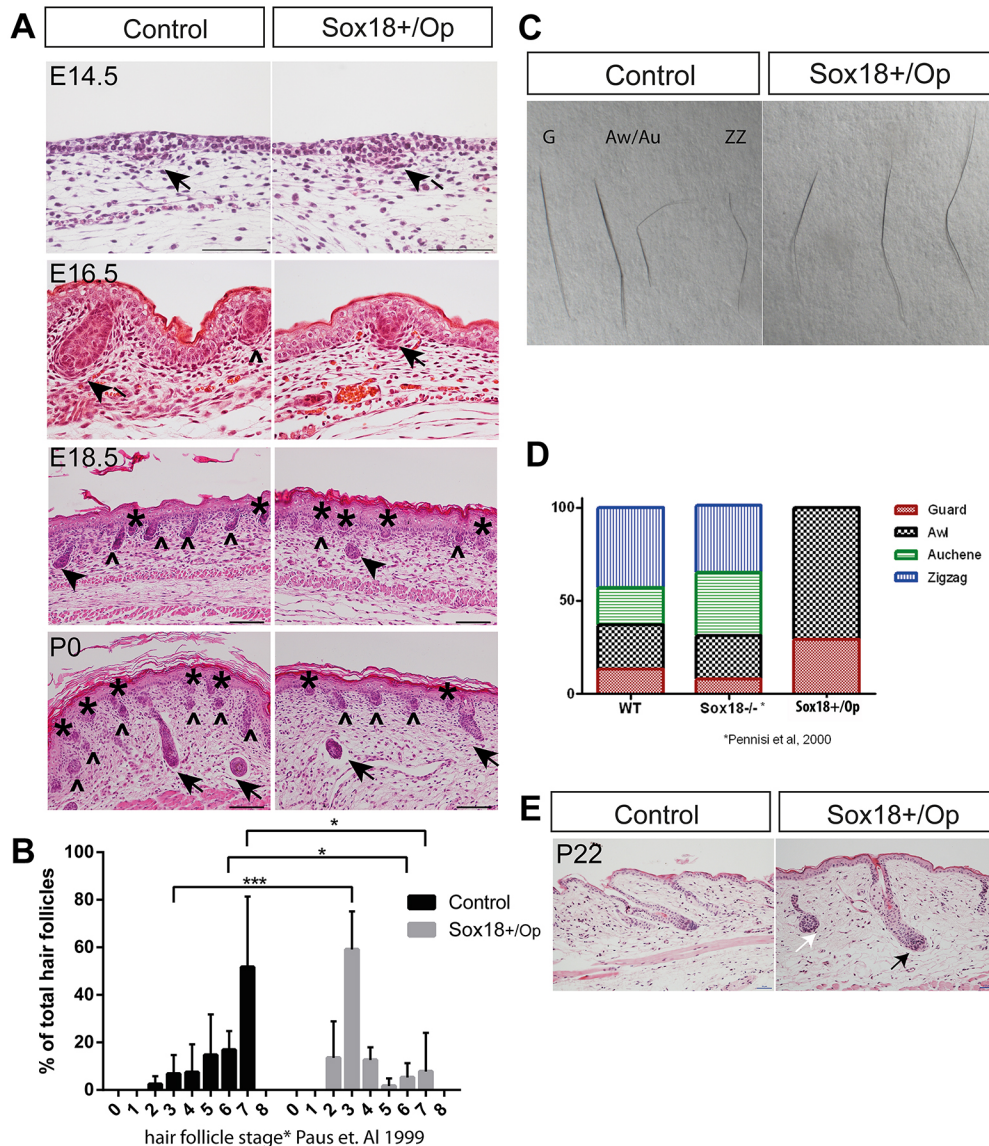 A
Control
Sox18+/Op
E14.5
E16.5
^
E18.5
* * * * * *
^ ^ ^ ^ ^ ^
P0
* * * * * * *
^ ^ ^ ^ ^ ^ ^ ^
B
100
80
60
40
20
0
% of total hair follicles
*
*
***
Control
Sox18+/Op
0 1 2 3 4 5 6 7 8 0 1 2 3 4 5 6 7 8
hair follicle stage* Paus et. Al 1999
C
Control
Sox18+/Op
G Aw/Au ZZ
D
100
50
0
WT Sox18-/-* Sox18+/Op
Guard
Awl
Auchene
Zigzag
*Pennisi et al, 2000
E
Control
Sox18+/Op
P22